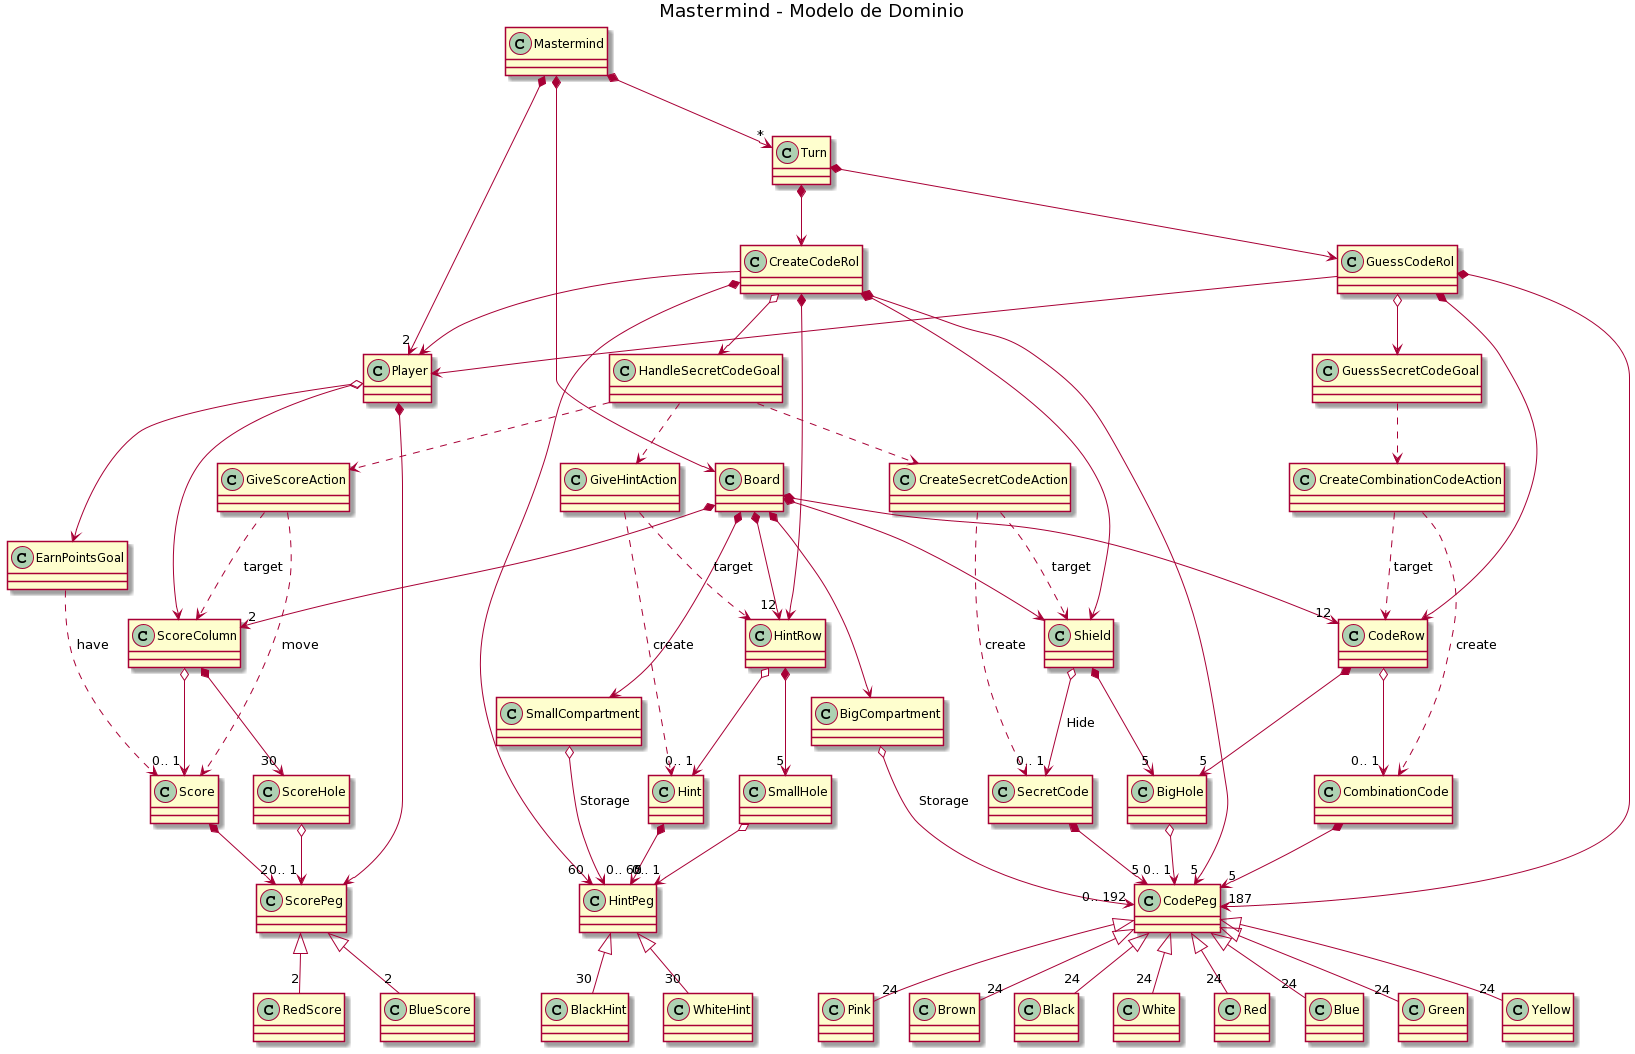 Mastermind - Modelo de Dominio
C Mastermind
*
C Turn
C CreateCodeRol
C GuessCodeRol
2
C Player
C HandleSecretCodeGoal
C GuessSecretCodeGoal
C GiveScoreAction
C GiveHintAction
C Board
C CreateSecretCodeAction
C CreateCombinationCodeAction
C EarnPointsGoal
target
target
target
target
2
12
12
C ScoreColumn
C HintRow
C Shield
C CodeRow
have
move
create
create
create
C SmallCompartment
C BigCompartment
Hide
0.. 1
30
0.. 1
5
0.. 1
5
5
0.. 1
C Score
C ScoreHole
C Hint
C SmallHole
C SecretCode
C BigHole
C CombinationCode
Storage
Storage
2
0.. 1
60
0.. 60
0.. 1
5
0.. 1
5
5
0.. 192
187
C ScorePeg
C HintPeg
C CodePeg
2
2
30
30
24
24
24
24
24
24
24
24
C RedScore
C BlueScore
C BlackHint
C WhiteHint
C Pink
C Brown
C Black
C White
C Red
C Blue
C Green
C Yellow